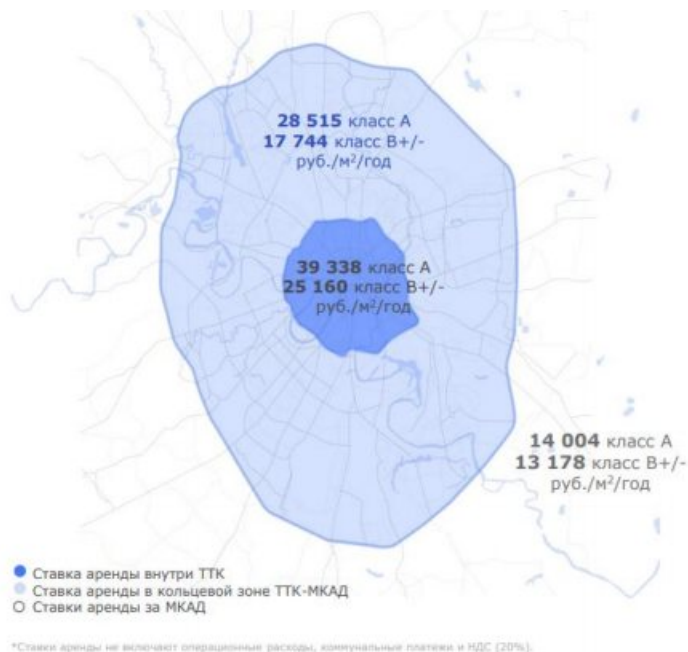 28 515 класс А
17 744 класс В+/-
руб./м²/год
39 338 класс А
25 160 класс В+/-
руб./м²/год
14 004 класс А
13 178 класс В+/-
руб./м²/год
Ставка аренды внутри ТТК
Ставка аренды в кольцевой зоне ТТК-МКАД
Ставки аренды за МКАД
*Ставки аренды не включают операционные расходы, коммунальные платежи и НДС (20%).